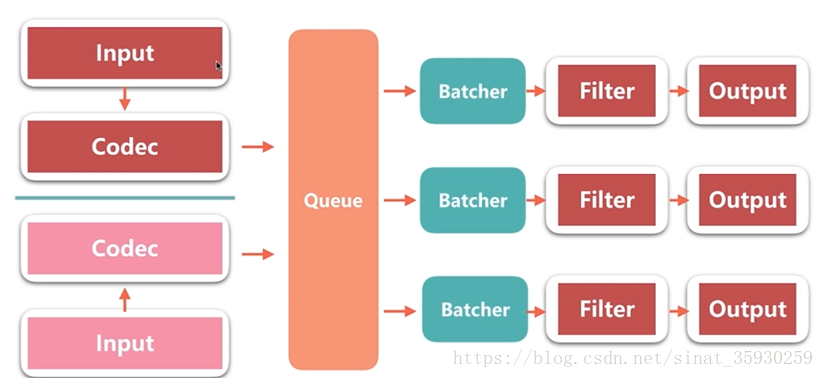 Input
Codec
Codec
Input
Queue
Batcher
Filter
Output
Batcher
Filter
Output
Batcher
Filter
Output
https://blog.csdn.net/sinat_35930259